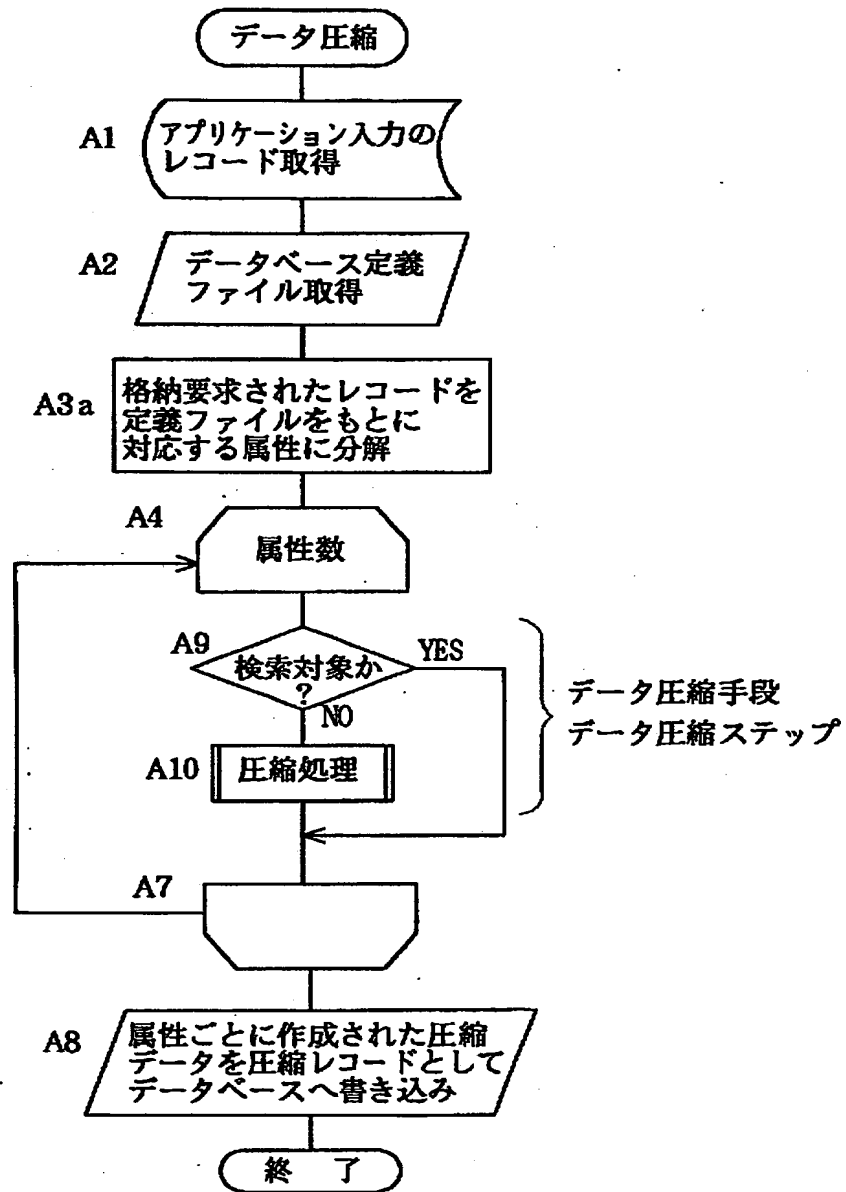 データ圧縮
A1
アプリケーション入力の
レコード取得
A2
データベース定義
ファイル取得
A3a
格納要求されたレコードを
定義ファイルをもとに
対応する属性に分解
A4
属性数
A9
検索対象か
?
YES
NO
A10
圧縮処理
データ圧縮手段
データ圧縮ステップ
A7
A8
属性ごとに作成された圧縮
データを圧縮レコードとして
データベースへ書き込み
終 了